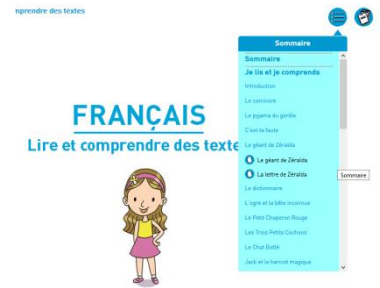 mprendre des textes
Sommaire
Sommaire
Je lis et je comprends
Introduction
Le carnivore
Le pyjama du gorille
C'est ta faute
Le géant de Zéralda
Le géant de Zéralda
La lettre de Zéralda
Le dictionnaire
L'ogre et la bête inconnue
Le Petit Chaperon Rouge
Les Trois Petits Cochons
Le Chat Botté
Jack et le haricot magique
Sommaire
FRANÇAIS
Lire et comprendre des texte